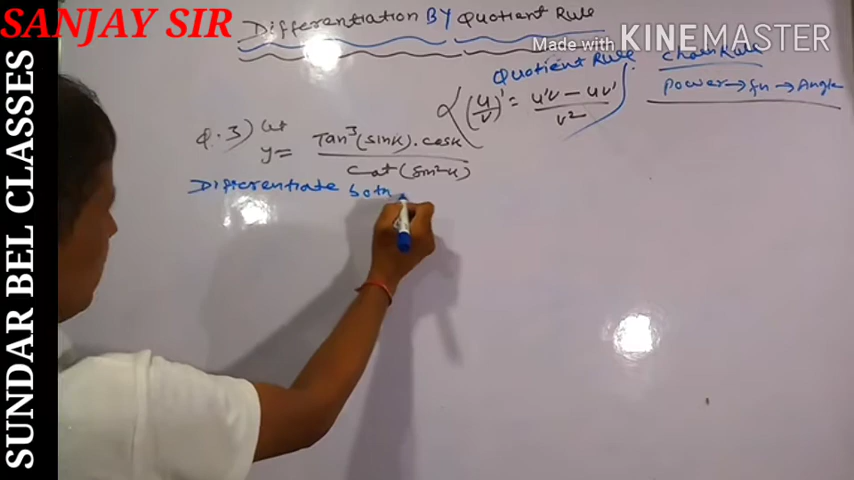 SANJAY SIR
SUNDAR BEL CLASSES
Differentiation BY Quotient Rule
Made with KINEMASTER
Quotient Rule
Chain Rule
(u/v)' = u'v - uv' / v²
power → fn → Angle
Q.3) Let
y = Tan³(sinx).cosx / Cot(sin²x)
Differentiate both